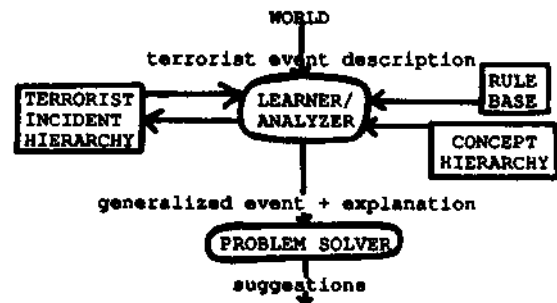 WORLD
terrorist event description
TERRORIST
INCIDENT
HIERARCHY
LEARNER/
ANALYZER
RULE
BASE
CONCEPT
HIERARCHY
generalized event + explanation
PROBLEM SOLVER
suggestions